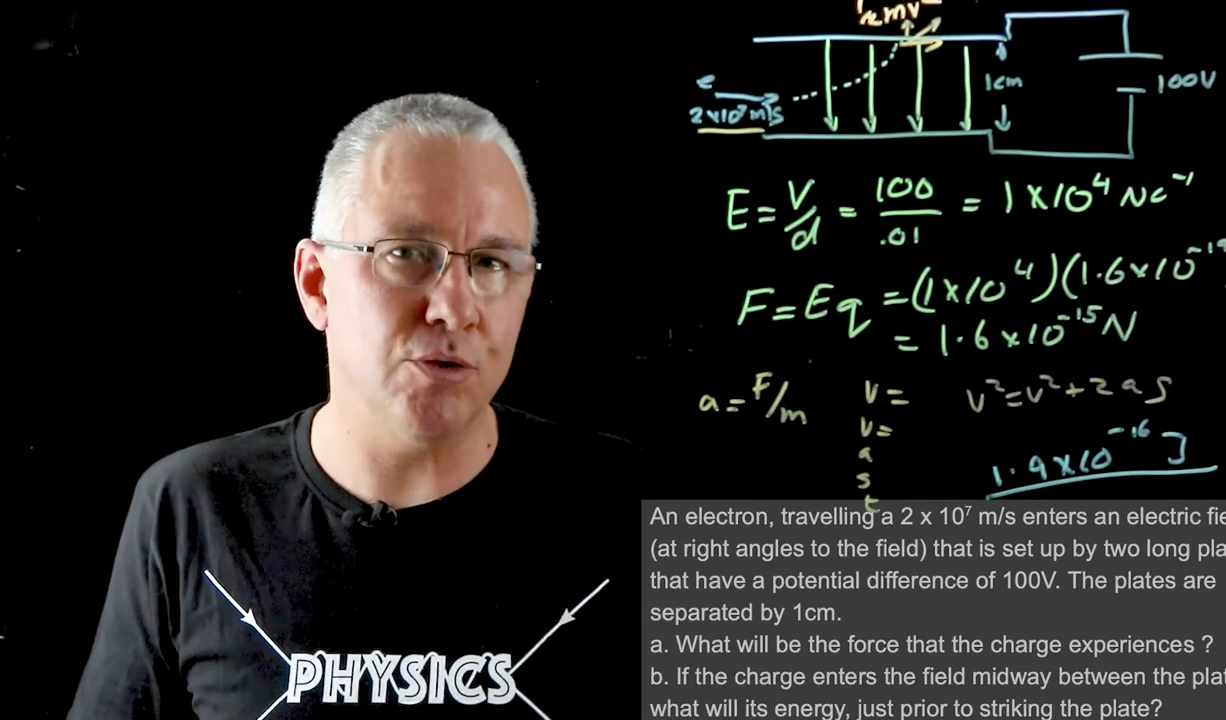 ½mv²
e
2×10⁷m/s
1cm
100V
E = V/d = 100/.01 = 1×10⁴ NC⁻¹
F = Eq = (1×10⁴)(1.6×10⁻¹⁹
= 1.6×10⁻¹⁵N
a = F/m
v =
v =
a
s
t
v² = v² + 2as
1.9×10⁻¹⁶ J
An electron, travelling a 2 x 10⁷ m/s enters an electric fie
(at right angles to the field) that is set up by two long pla
that have a potential difference of 100V. The plates are
separated by 1cm.
a. What will be the force that the charge experiences ?
b. If the charge enters the field midway between the plat
what will its energy, just prior to striking the plate?
PHYSICS